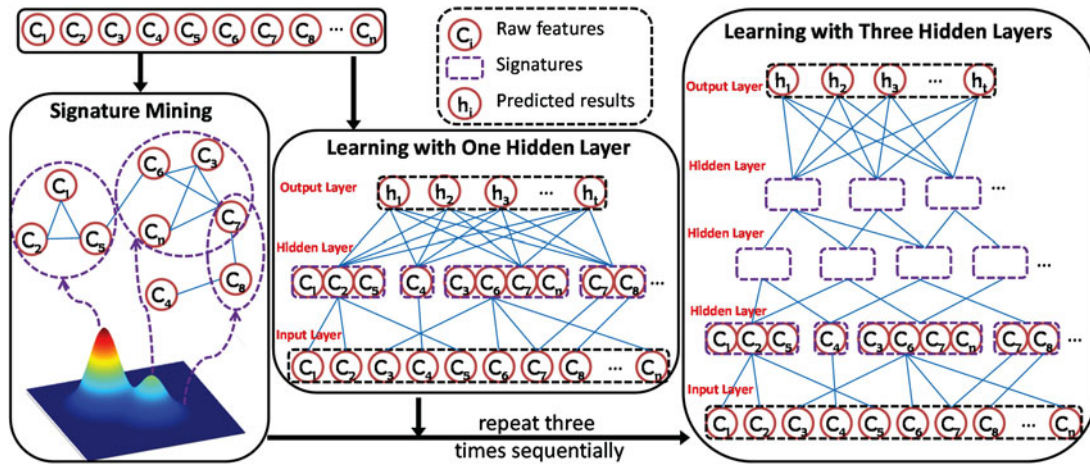 C1 C2 C3 C4 C5 C6 C7 C8 ... Cn
Ci Raw features
Signatures
hi Predicted results
Signature Mining
C1
C2
C5
C6
C3
Cn
C7
C4
C8
Learning with One Hidden Layer
Output Layer
h1 h2 h3 ... ht
Hidden Layer
C1 C2 C5 C4 C3 C6 C7 Cn C7 C8 ...
Input Layer
C1 C2 C3 C4 C5 C6 C7 C8 ... Cn
repeat three
times sequentially
Learning with Three Hidden Layers
Output Layer
h1 h2 h3 ... ht
Hidden Layer
...
Hidden Layer
...
Hidden Layer
C1 C2 C5 C4 C3 C6 C7 Cn C7 C8 ...
Input Layer
C1 C2 C3 C4 C5 C6 C7 C8 ... Cn